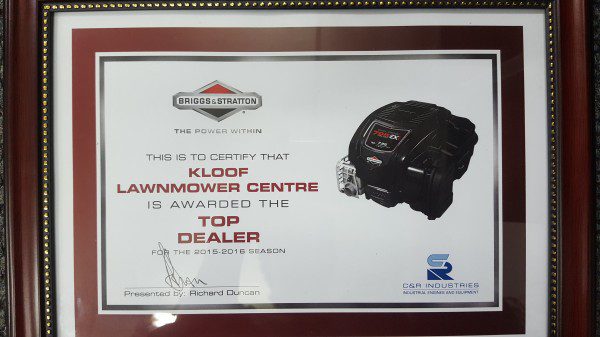 BRIGGS&STRATTON
THE POWER WITHIN
THIS IS TO CERTIFY THAT
KLOOF
LAWNMOWER CENTRE
IS AWARDED THE
TOP
DEALER
FOR THE 2015-2016 SEASON
Presented by: Richard Duncan
C&R INDUSTRIES
INDUSTRIAL ENGINES AND EQUIPMENT